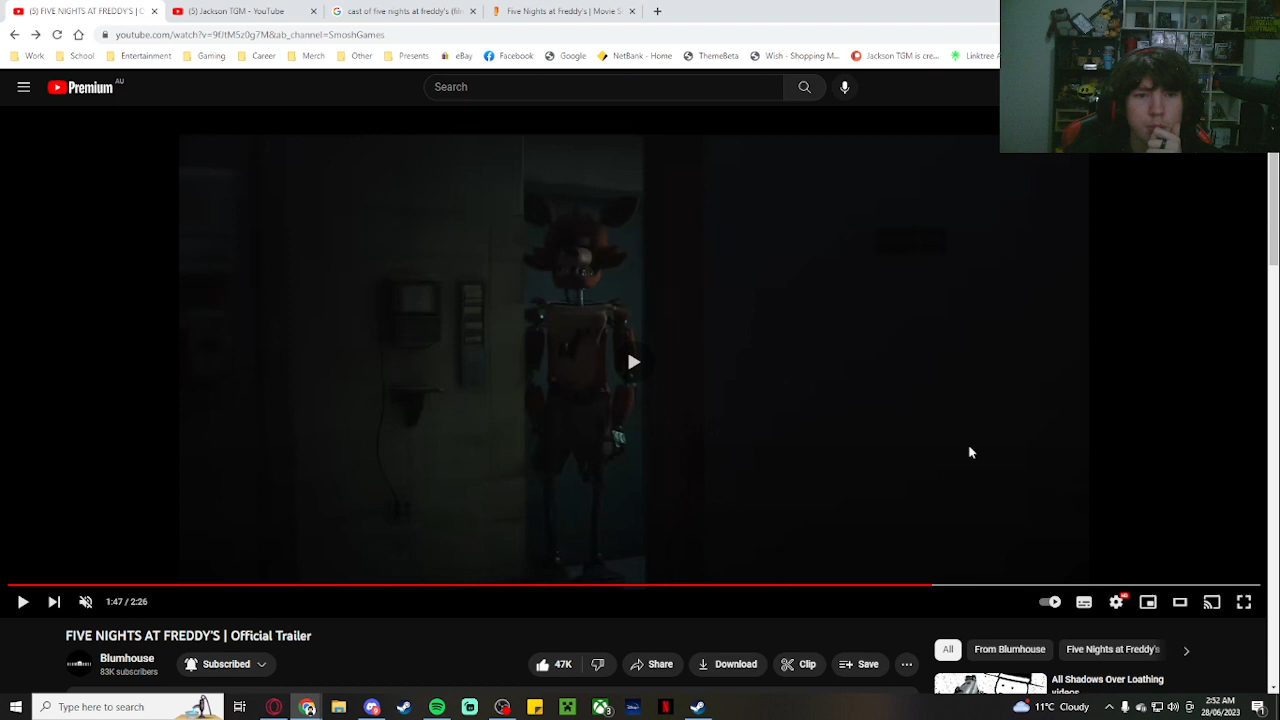 (5) FIVE NIGHTS AT FREDDY'S | C
(5) Jackson TGM - YouTube
cast of five nights at freddy's (film
Five Nights at Freddy's | Movie S
youtube.com/watch?v=9fJtM5z0g7M&ab_channel=SmoshGames
Work
School
Entertainment
Gaming
Career
Merch
Other
Presents
eBay
Facebook
Google
NetBank - Home
ThemeBeta
Wish - Shopping M...
Jackson TGM is cre...
Linktree
Premium AU
Search
1:47 / 2:26
HD
FIVE NIGHTS AT FREDDY'S | Official Trailer
Blumhouse
83K subscribers
Subscribed
47K
Share
Download
Clip
Save
All
From Blumhouse
Five Nights at Freddy's
All Shadows Over Loathing
videos
Type here to search
11°C Cloudy
2:52 AM
28/06/2023